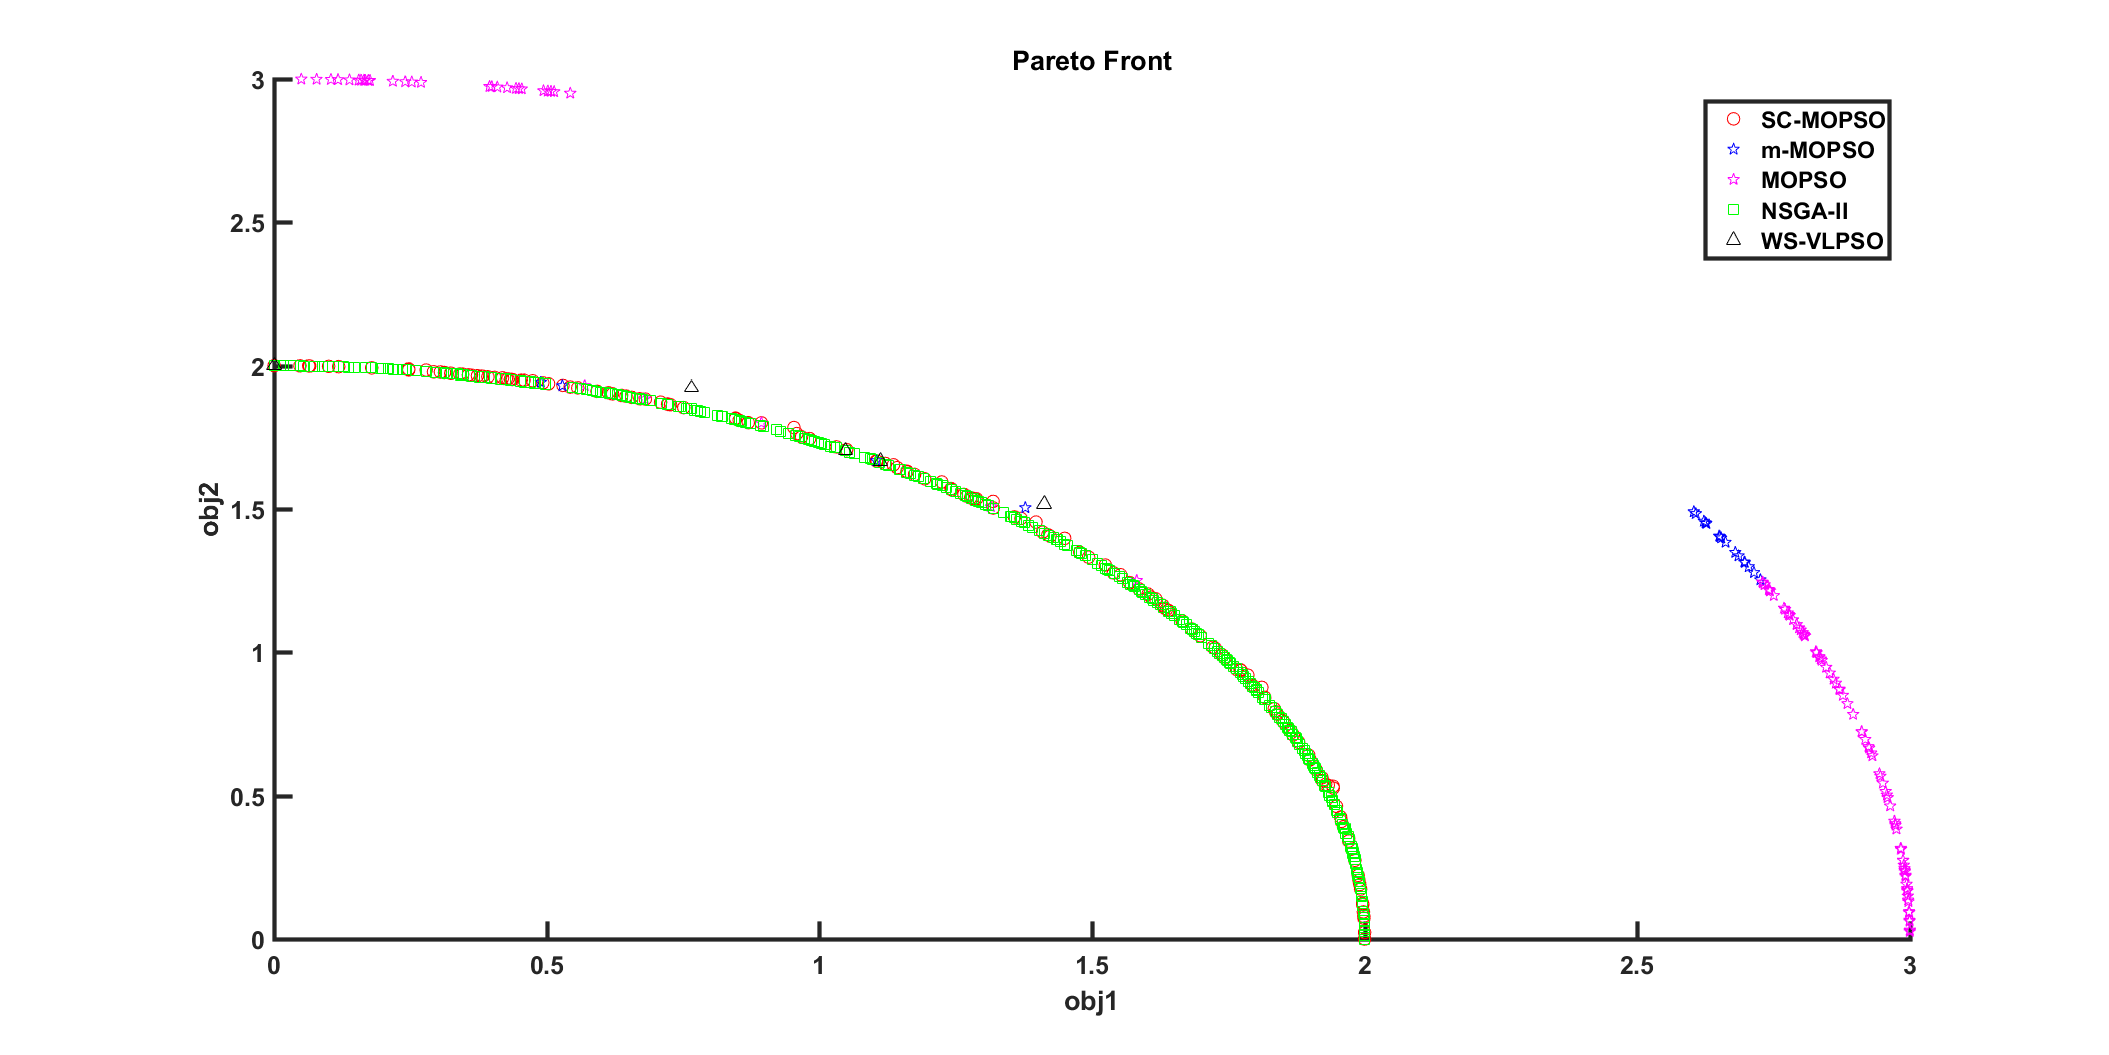 Pareto Front
SC-MOPSO
m-MOPSO
MOPSO
NSGA-II
WS-VLPSO
3
2.5
2
1.5
1
0.5
0
obj2
0 0.5 1 1.5 2 2.5 3
obj1